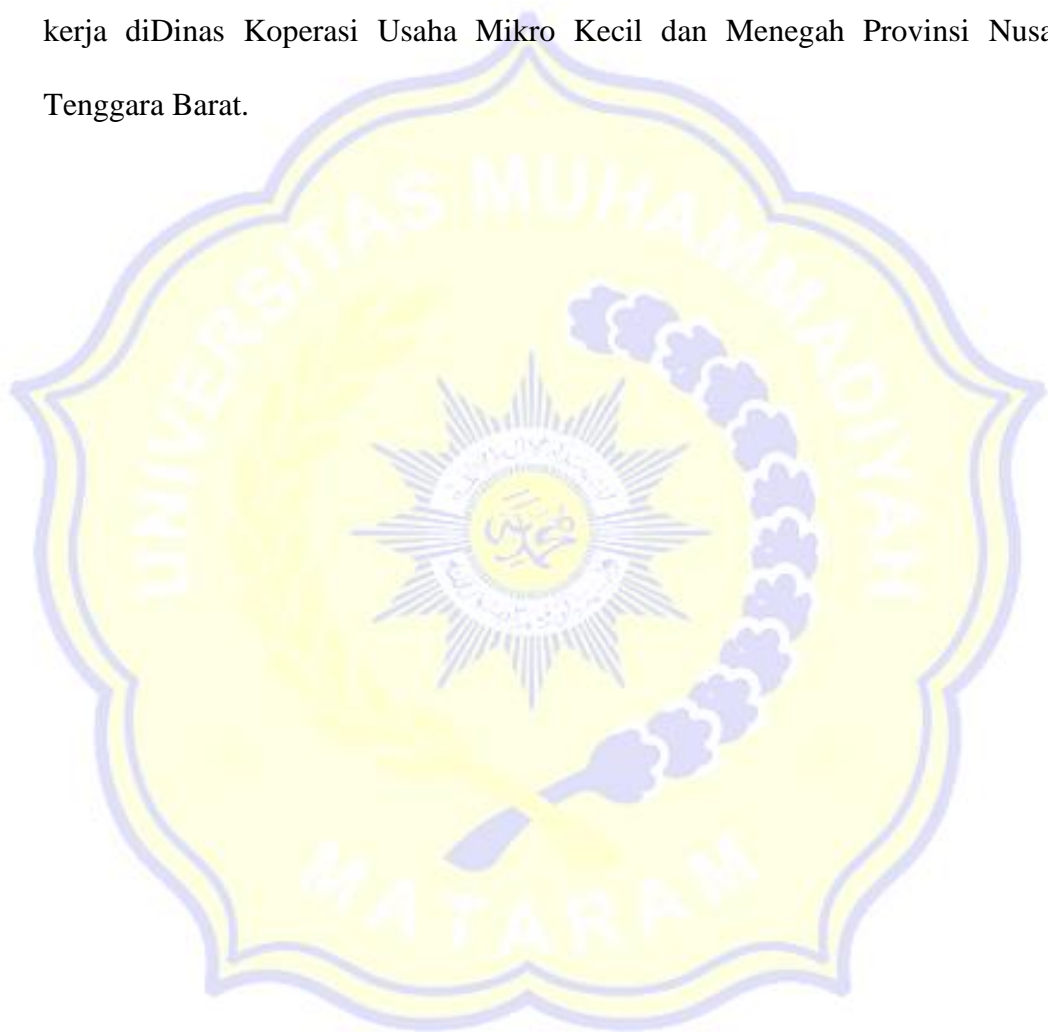 kerja diDinas Koperasi Usaha Mikro Kecil dan Menegah Provinsi Nusa
Tenggara Barat.
UNIVERSITAS MUHAMMADIYAH
MATARAM